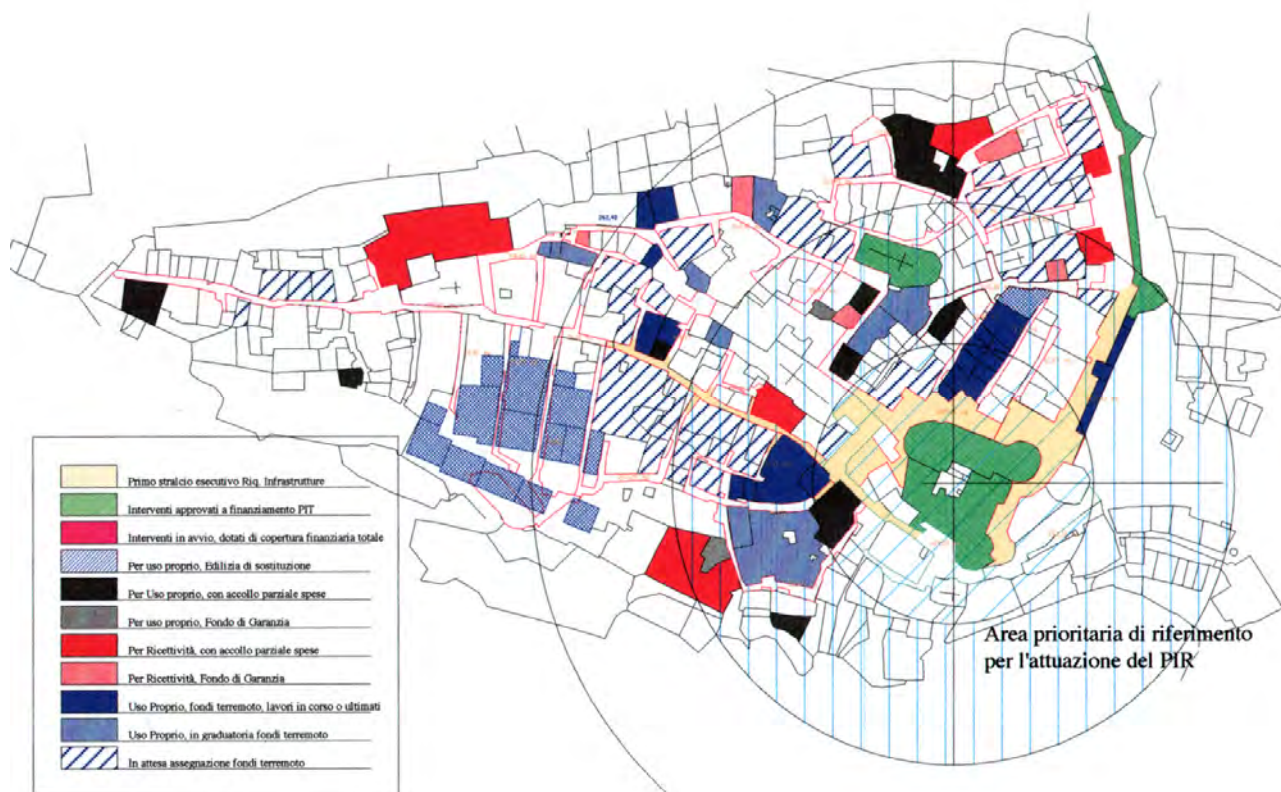 263,40
Primo stralcio esecutivo Riq. Infrastrutture
Interventi approvati a finanziamento PIT
Interventi in avvio, dotati di copertura finanziaria totale
Per uso proprio, Edilizia di sostituzione
Per Uso proprio, con accollo parziale spese
Per uso proprio, Fondo di Garanzia
Per Ricettività, con accollo parziale spese
Per Ricettività, Fondo di Garanzia
Uso Proprio, fondi terremoto, lavori in corso o ultimati
Uso Proprio, in graduatoria fondi terremoto
In attesa assegnazione fondi terremoto
Area prioritaria di riferimento
per l'attuazione del PIR